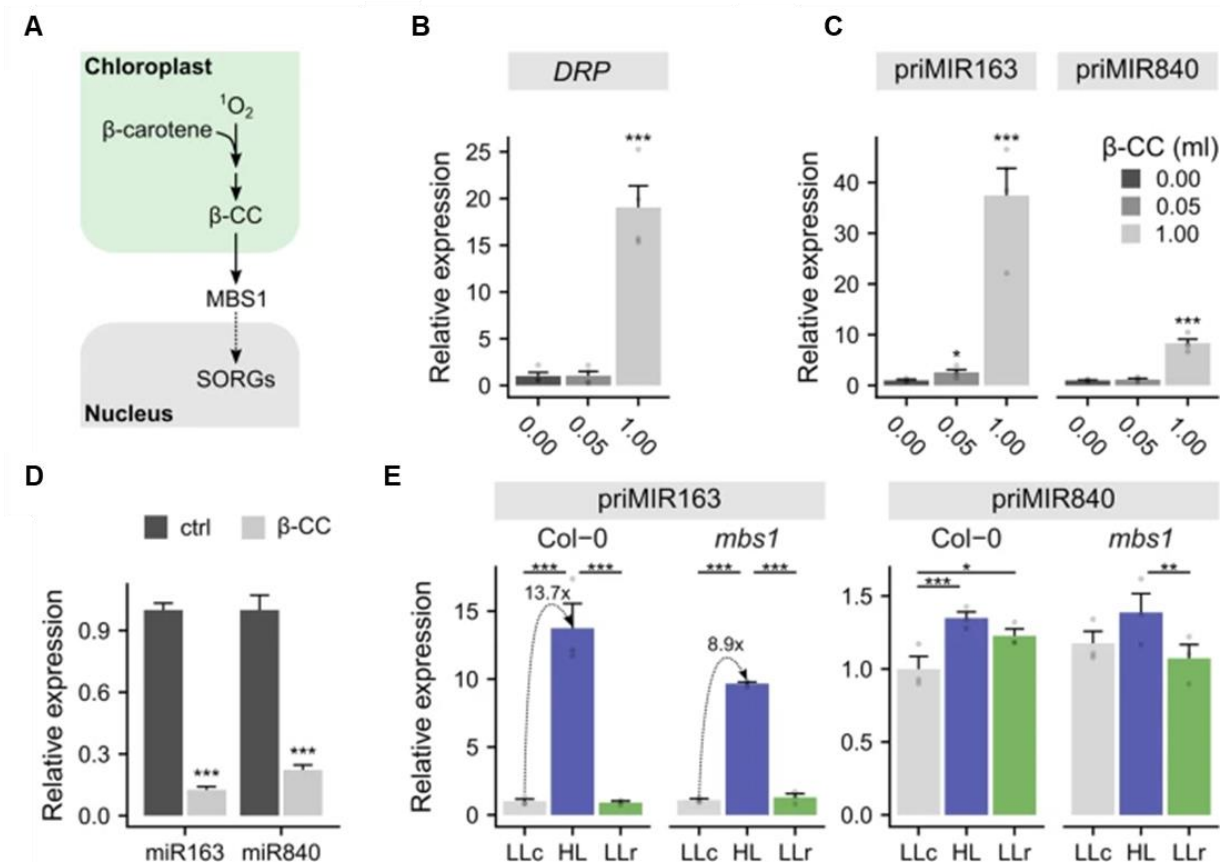 A
Chloroplast
¹O₂
β-carotene
β-CC
MBS1
SORGs
Nucleus
B
DRP
Relative expression
25
20
15
10
5
0
***
0.00 0.05 1.00
C
priMIR163 priMIR840
Relative expression
40
30
20
10
0
*
***
***
β-CC (ml)
0.00
0.05
1.00
0.00 0.05 1.00 0.00 0.05 1.00
D
ctrl β-CC
Relative expression
0.9
0.6
0.3
0.0
*** ***
miR163 miR840
E
priMIR163
Col−0 mbs1
Relative expression
15
10
5
0
*** *** *** ***
13.7x
8.9x
LLc HL LLr LLc HL LLr
priMIR840
Col−0 mbs1
1.5
1.0
0.5
0.0
*
***
**
LLc HL LLr LLc HL LLr